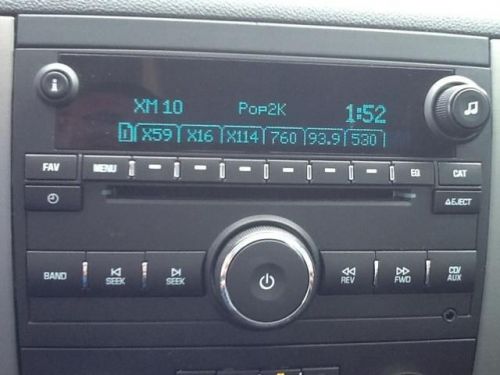 XM 10 Pop2K 1:52
1 X59 X16 X114 760 93.9 530
FAV MENU EQ CAT
EJECT
BAND SEEK SEEK REV FWD CD/AUX